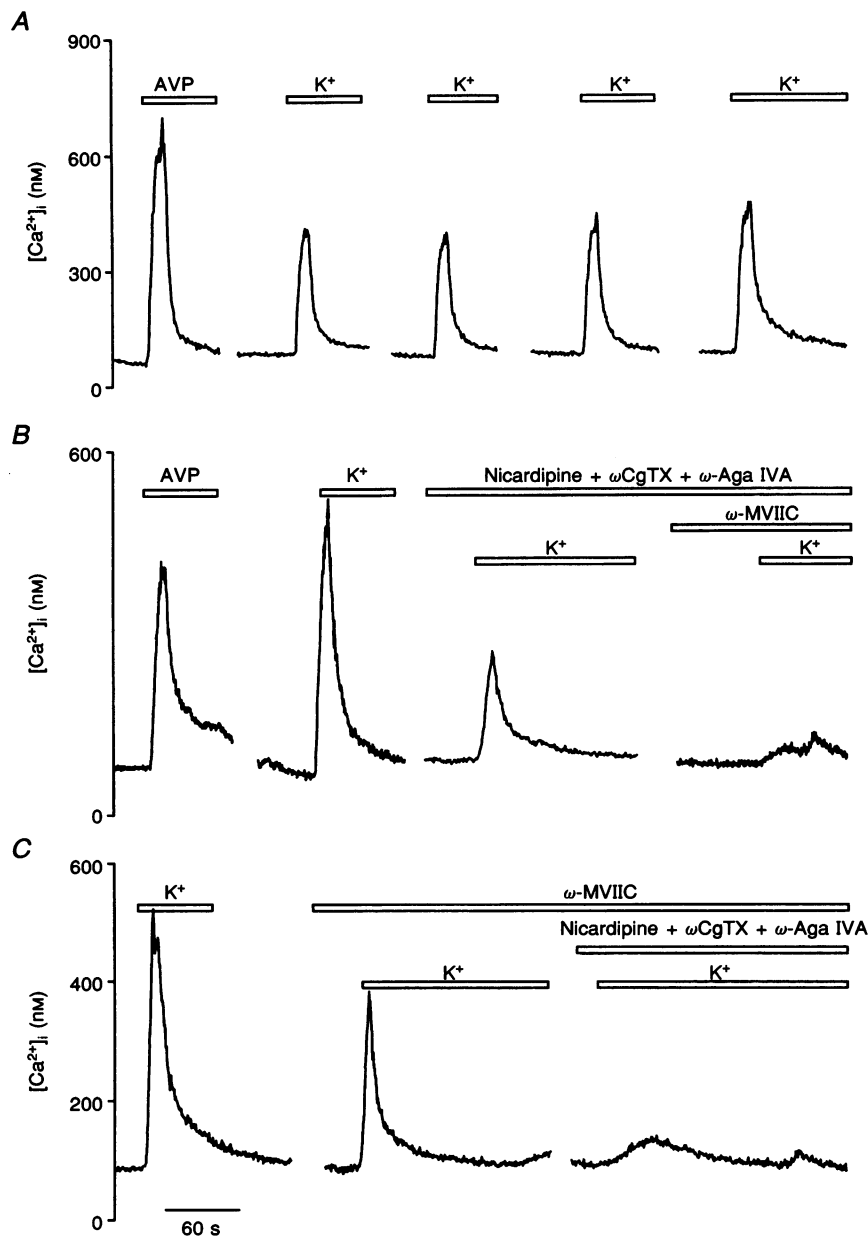 A
900
600
300
0
[Ca²⁺]ᵢ (nM)
AVP
K⁺
K⁺
K⁺
K⁺
B
600
0
[Ca²⁺]ᵢ (nM)
AVP
K⁺
Nicardipine + ωCgTX + ω-Aga IVA
ω-MVIIC
K⁺
K⁺
C
600
400
200
0
[Ca²⁺]ᵢ (nM)
K⁺
ω-MVIIC
Nicardipine + ωCgTX + ω-Aga IVA
K⁺
K⁺
60 s